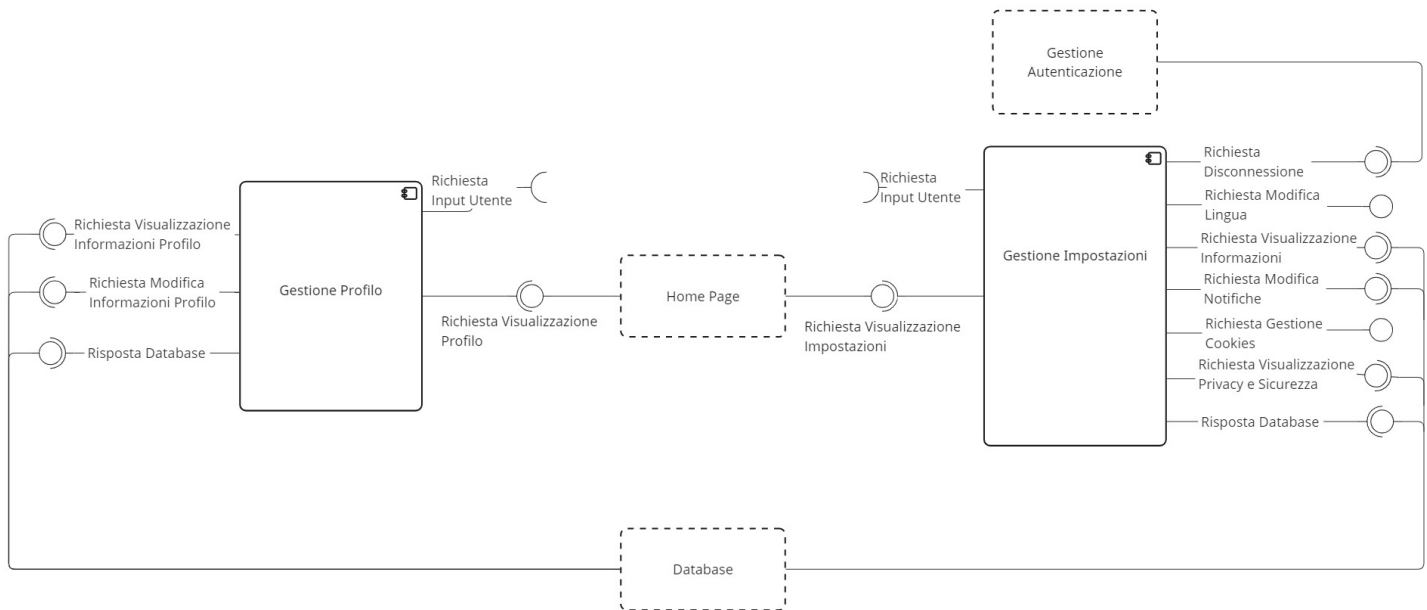 Gestione
Autenticazione
Richiesta
Input Utente
Richiesta Visualizzazione
Informazioni Profilo
Richiesta Modifica
Informazioni Profilo
Risposta Database
Gestione Profilo
Richiesta Visualizzazione
Profilo
Home Page
Richiesta Visualizzazione
Impostazioni
Richiesta
Input Utente
Gestione Impostazioni
Richiesta
Disconnessione
Richiesta Modifica
Lingua
Richiesta Visualizzazione
Informazioni
Richiesta Modifica
Notifiche
Richiesta Gestione
Cookies
Richiesta Visualizzazione
Privacy e Sicurezza
Risposta Database
Database